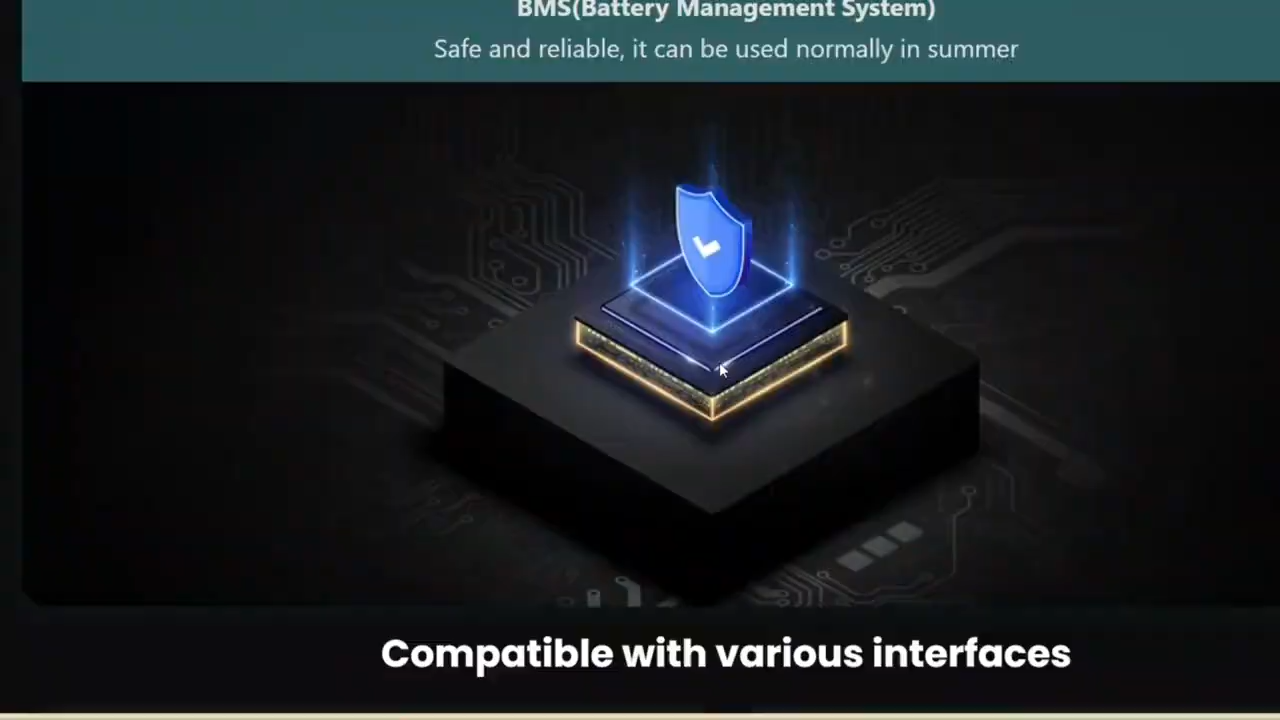 BMS(Battery Management System)
Safe and reliable, it can be used normally in summer
Compatible with various interfaces